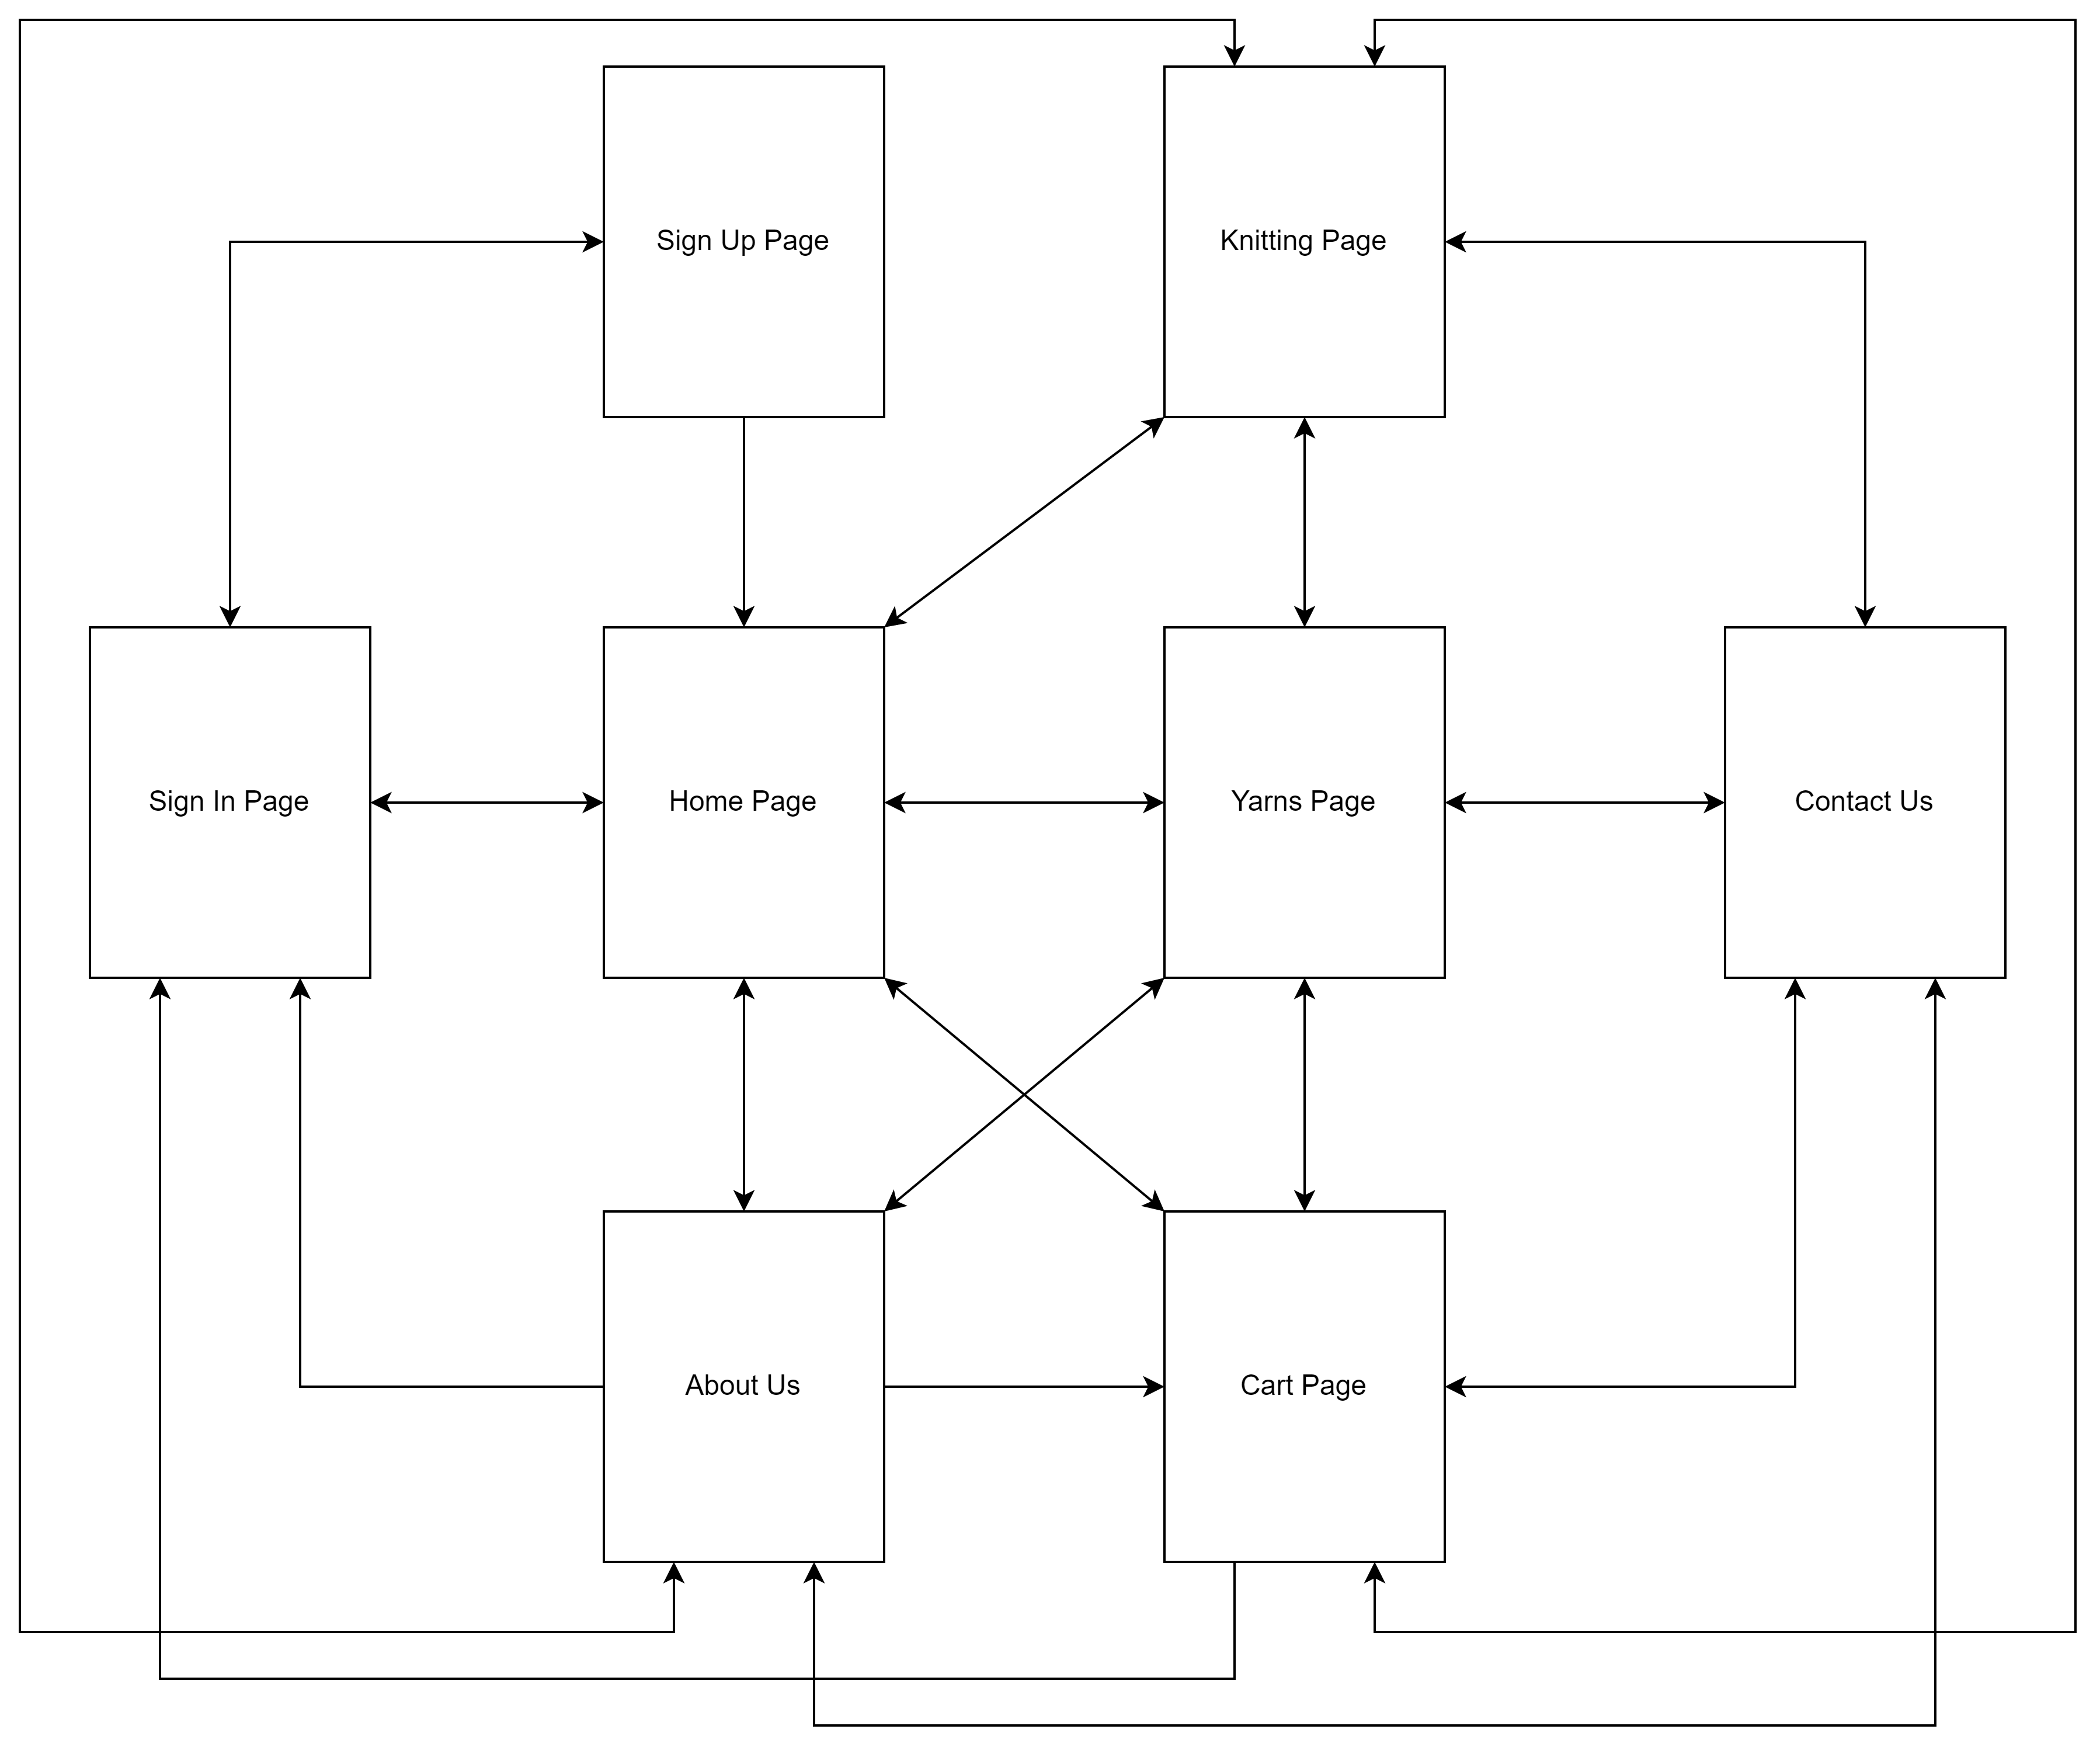 Sign Up Page
Knitting Page
Sign In Page
Home Page
Yarns Page
Contact Us
About Us
Cart Page